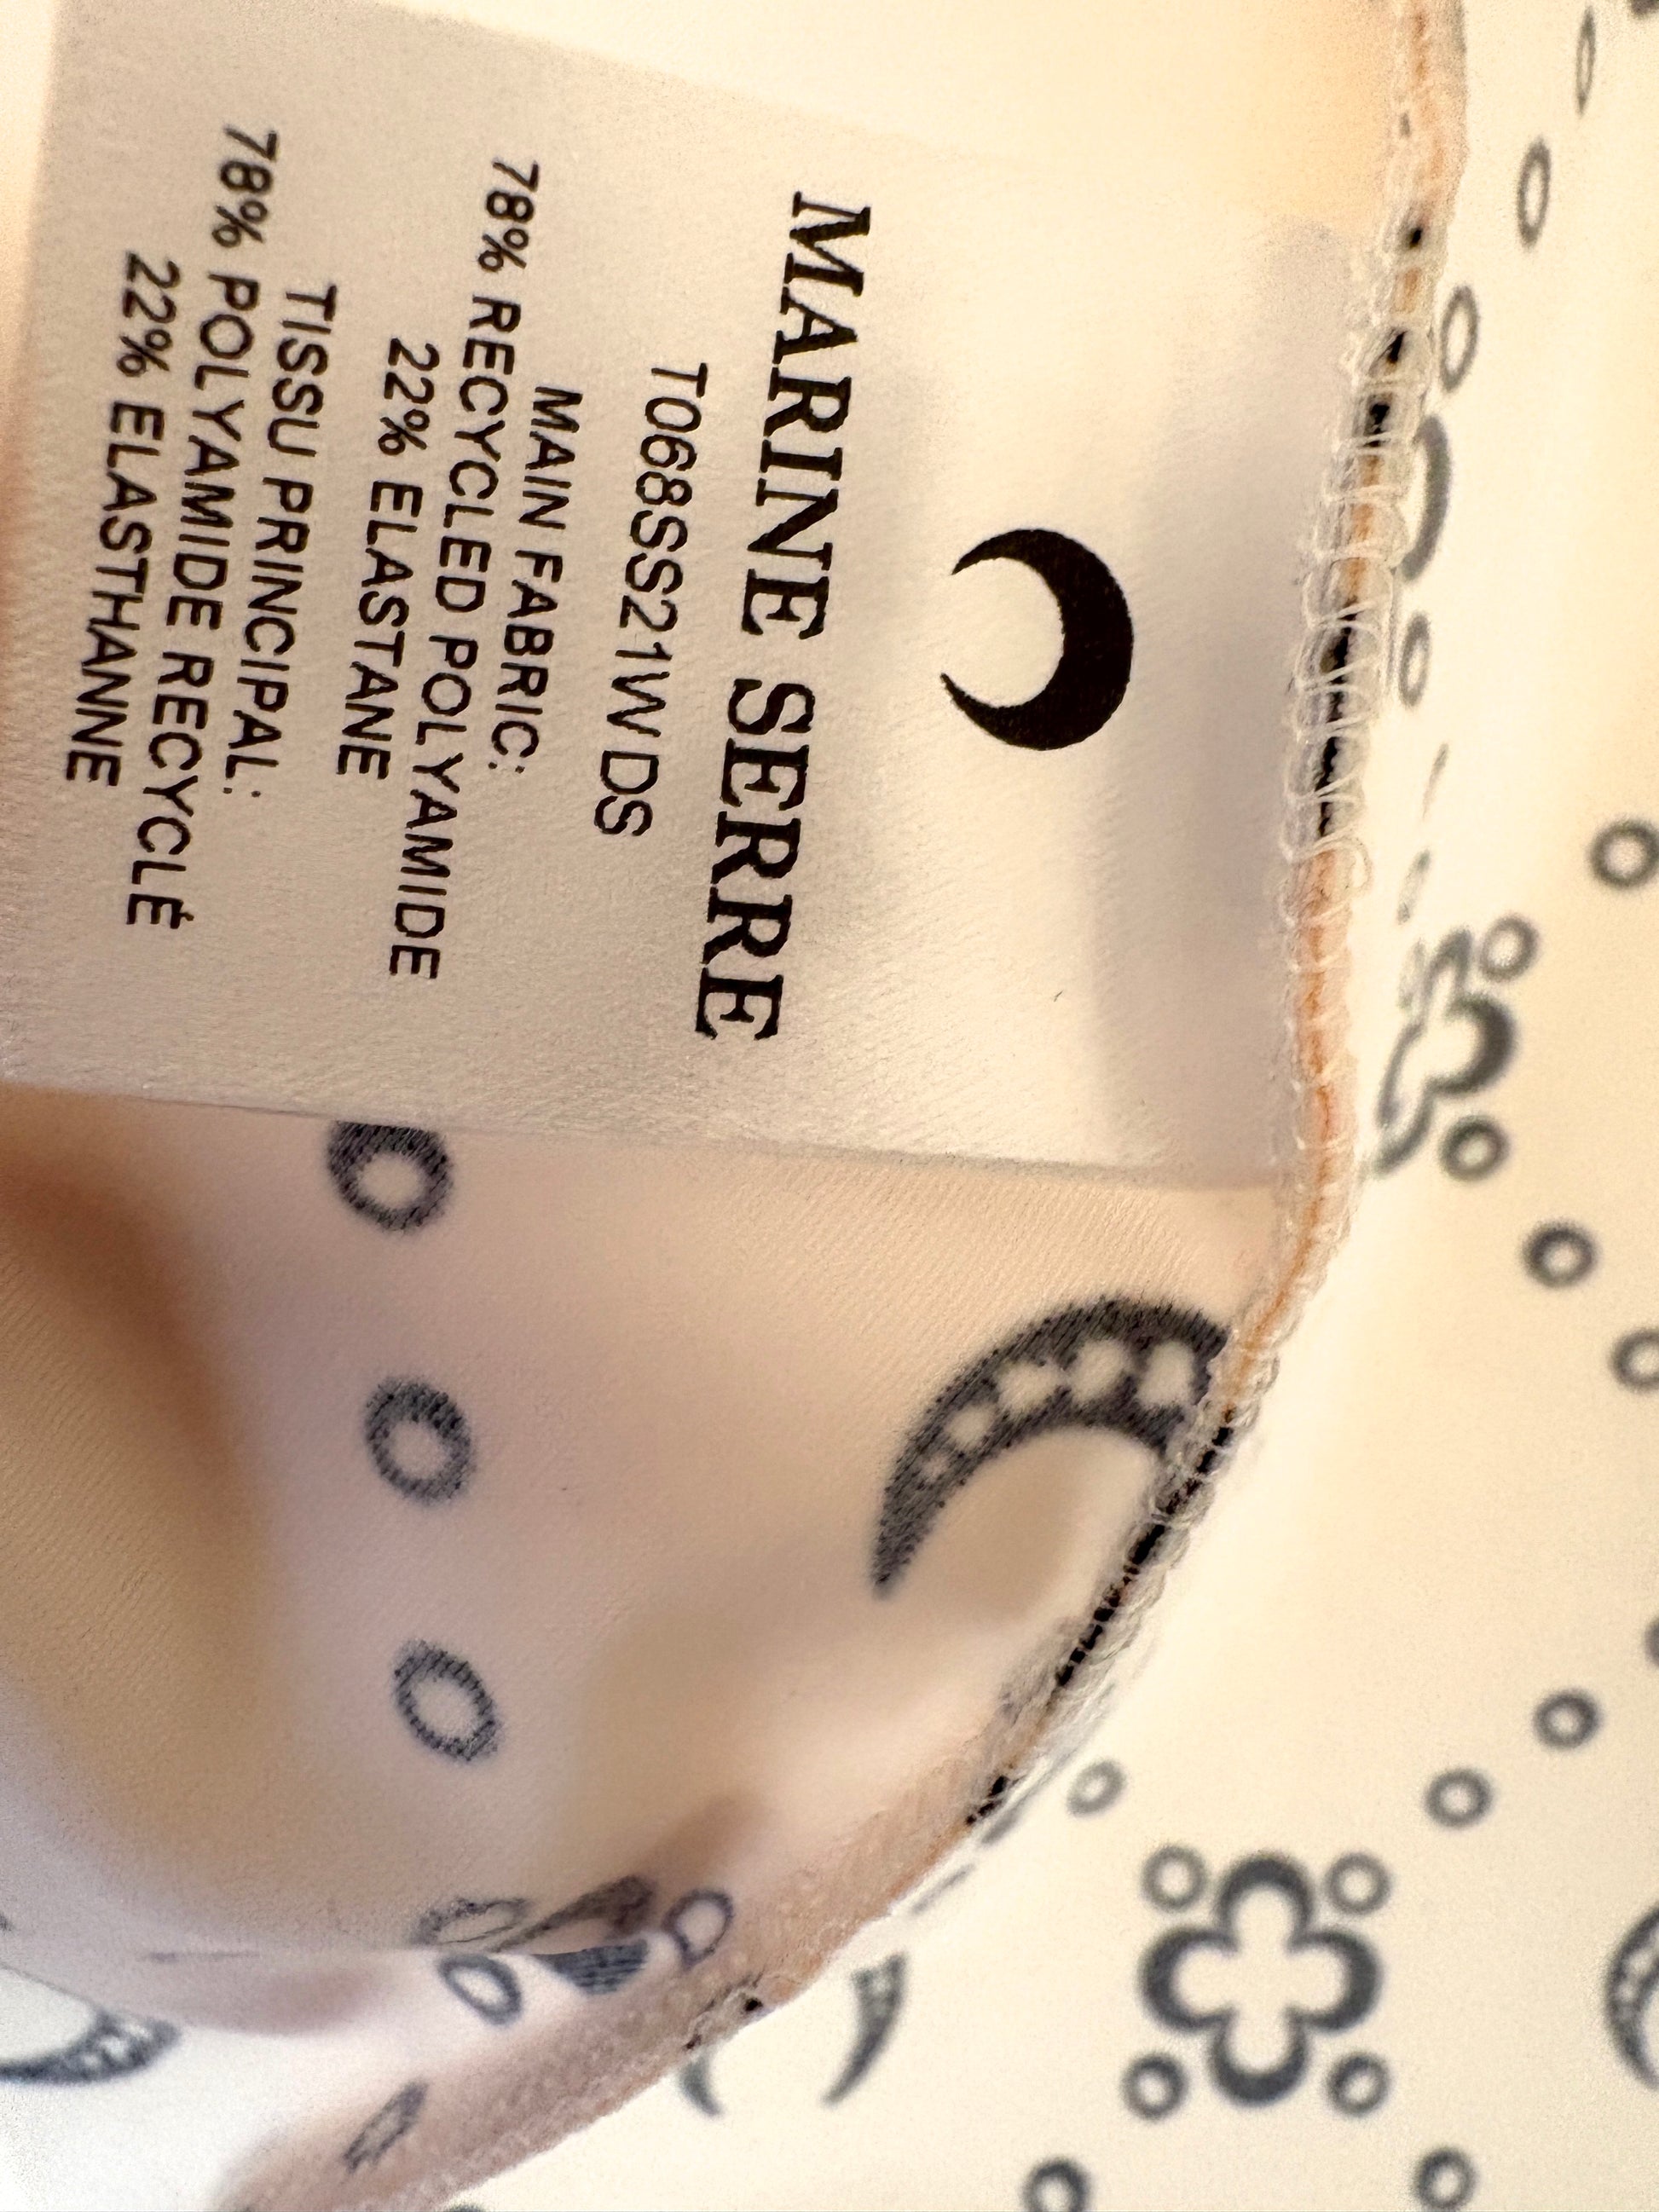 MARINE SERRE
T068SS21W DS
MAIN FABRIC:
78% RECYCLED POLYAMIDE
22% ELASTANE
TISSU PRINCIPAL:
78% POLYAMIDE RECYCLÉ
22% ELASTHANNE